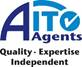 AITO
Agents
Quality - Expertise
Independent